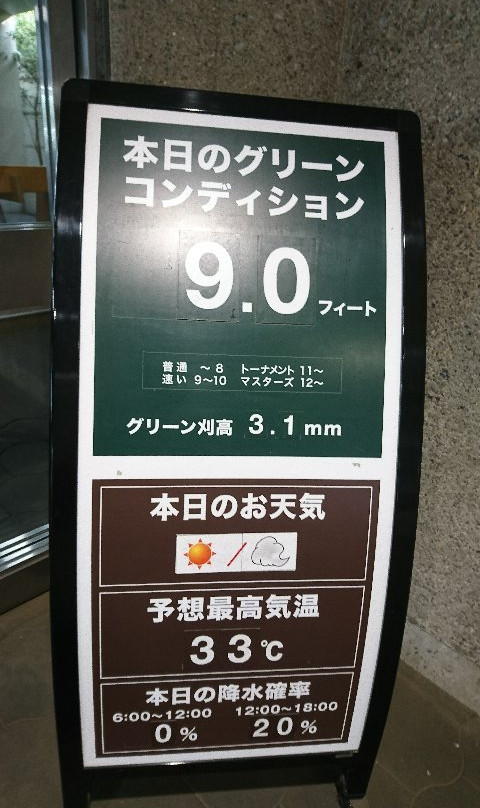 本日のグリーン
コンディション
9.0フィート
普通 ～8 トーナメント 11～
速い 9～10 マスターズ 12～
グリーン刈高 3.1mm
本日のお天気
/
予想最高気温
33℃
本日の降水確率
6:00～12:00 12:00～18:00
0% 20%